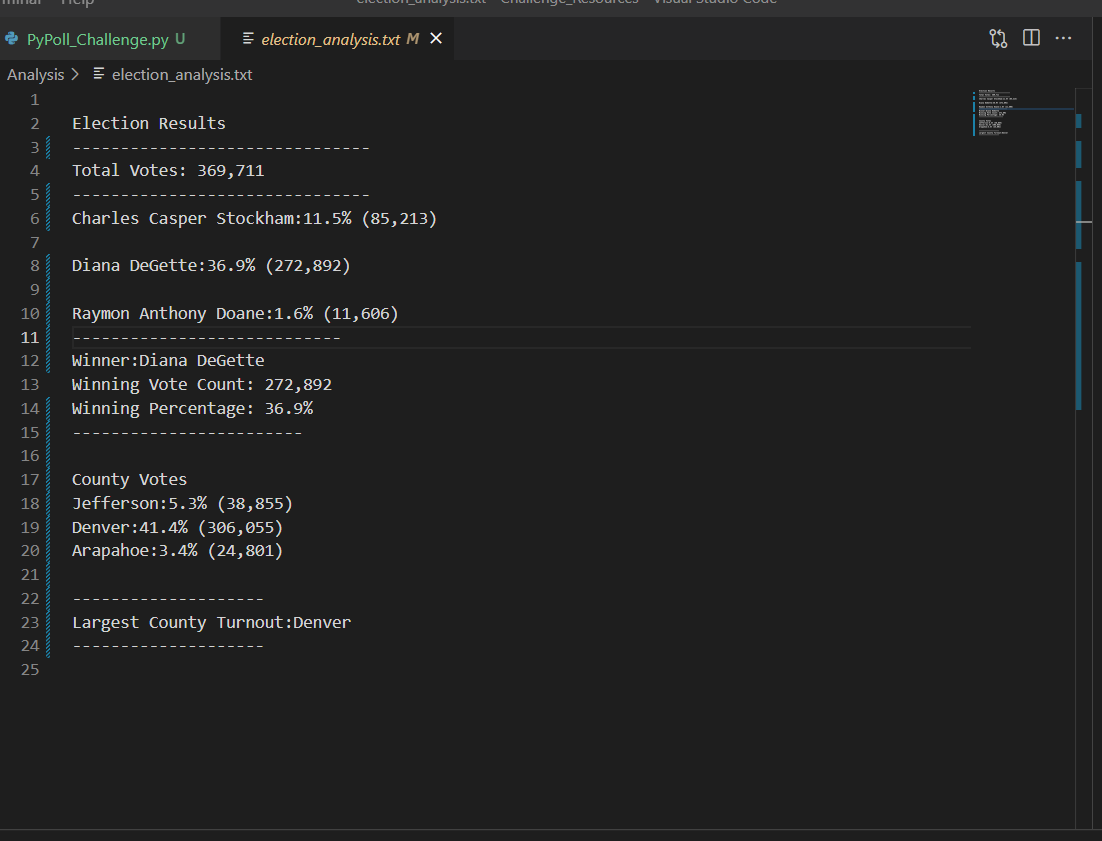 Help
election_analysis.txt - Challenge_Resources - Visual Studio Code
PyPoll_Challenge.py U
election_analysis.txt M
Analysis > election_analysis.txt
1
2 Election Results
3 -------------------------------
4 Total Votes: 369,711
5 -------------------------------
6 Charles Casper Stockham:11.5% (85,213)
7
8 Diana DeGette:36.9% (272,892)
9
10 Raymon Anthony Doane:1.6% (11,606)
11 ----------------------------
12 Winner:Diana DeGette
13 Winning Vote Count: 272,892
14 Winning Percentage: 36.9%
15 ------------------------
16
17 County Votes
18 Jefferson:5.3% (38,855)
19 Denver:41.4% (306,055)
20 Arapahoe:3.4% (24,801)
21
22 --------------------
23 Largest County Turnout:Denver
24 --------------------
25